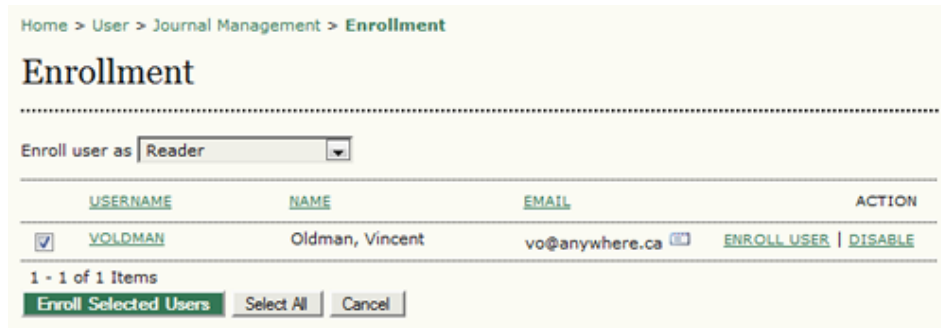 Home > User > Journal Management > Enrollment
Enrollment
Enroll user as Reader
USERNAME NAME EMAIL ACTION
VOLDMAN Oldman, Vincent vo@anywhere.ca ENROLL USER | DISABLE
1 - 1 of 1 Items
Enroll Selected Users Select All Cancel